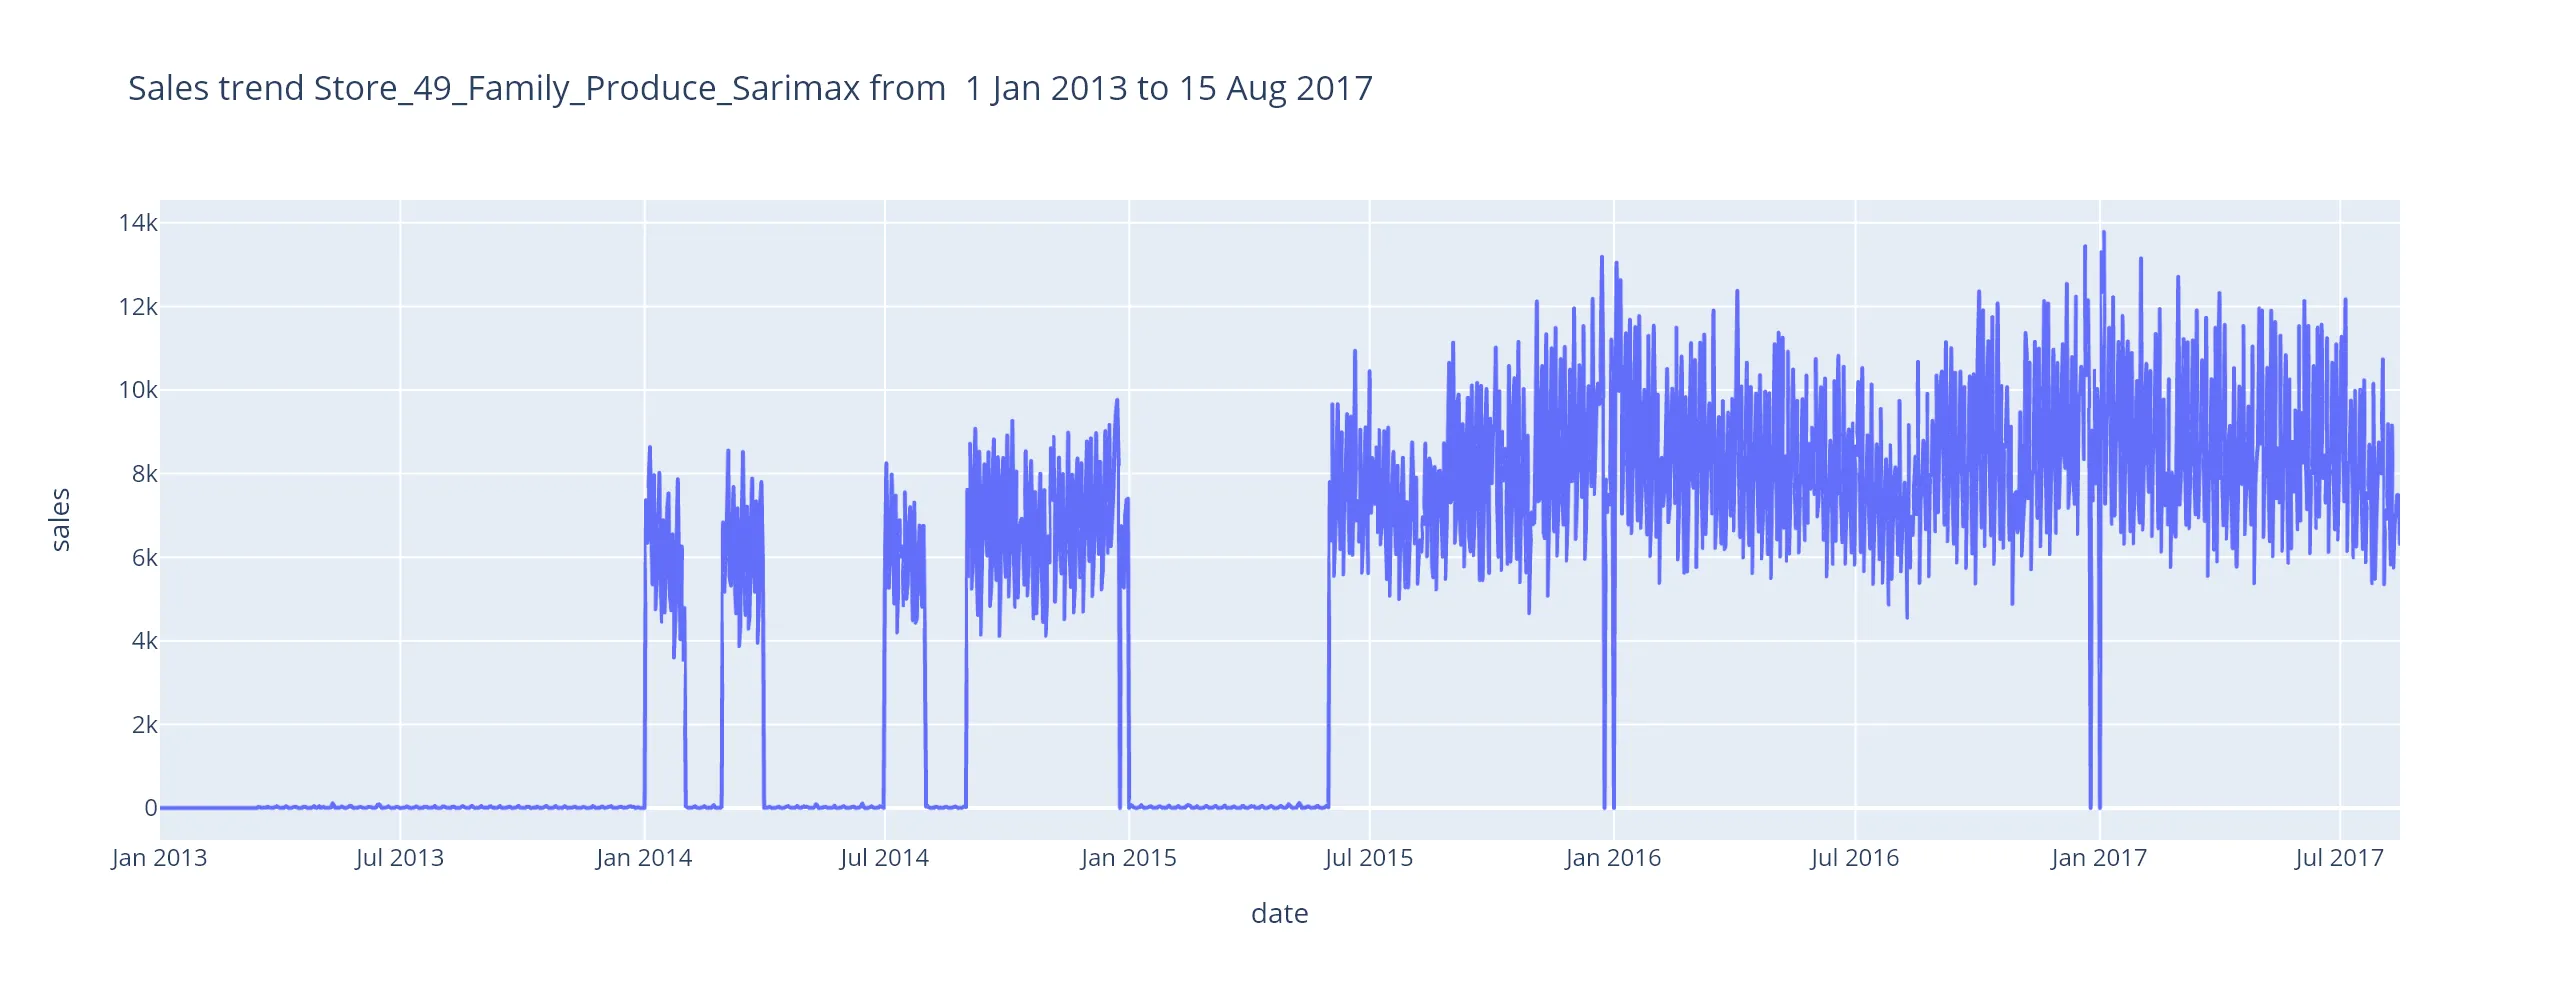 Sales trend Store_49_Family_Produce_Sarimax from  1 Jan 2013 to 15 Aug 2017
14k
12k
10k
8k
6k
4k
2k
0
sales
Jan 2013 Jul 2013 Jan 2014 Jul 2014 Jan 2015 Jul 2015 Jan 2016 Jul 2016 Jan 2017 Jul 2017
date